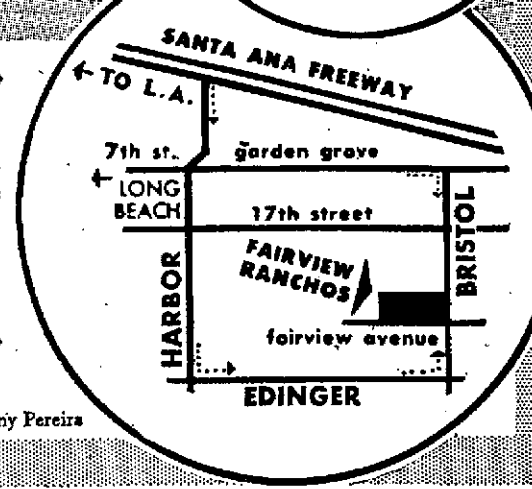 SANTA ANA FREEWAY
← TO L.A.
7th st. garden grove
← LONG
BEACH
17th street
BRISTOL
FAIRVIEW
RANCHOS
HARBOR
fairview avenue
EDINGER
ny Pereira